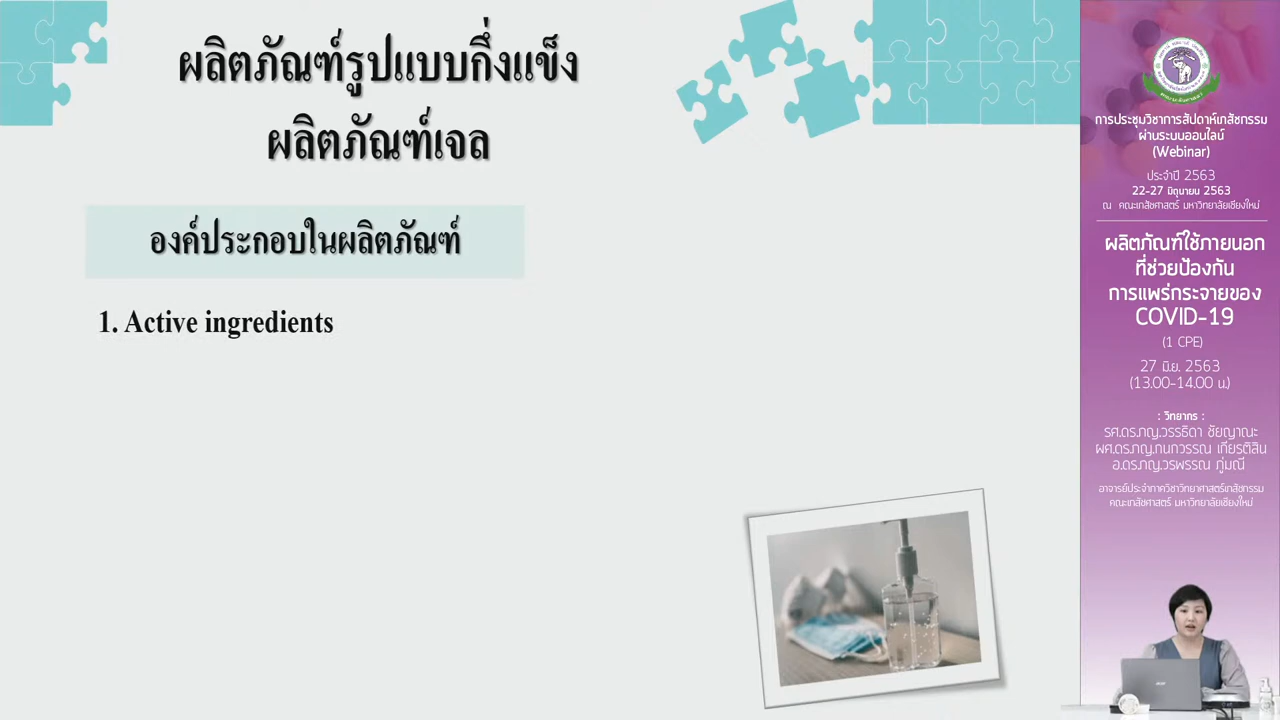 ผลิตภัณฑ์รูปแบบกึ่งแข็ง
ผลิตภัณฑ์เจล
องค์ประกอบในผลิตภัณฑ์
1. Active ingredients
การประชุมวิชาการสัปดาห์เภสัชกรรม
ผ่านระบบออนไลน์
(Webinar)
ประจำปี 2563
22-27 มิถุนายน 2563
ณ คณะเภสัชศาสตร์ มหาวิทยาลัยเชียงใหม่
ผลิตภัณฑ์ใช้ภายนอก
ที่ช่วยป้องกัน
การแพร่กระจายของ
COVID-19
(1 CPE)
27 มิ.ย. 2563
(13.00-14.00 น.)
: วิทยากร :
รศ.ดร.ภญ.วรรธิดา ชัยญาณะ
ผศ.ดร.ภญ.กนกวรรณ เกียรติสิน
อ.ดร.ภญ.วรพรรณ ภู่มณี
อาจารย์ประจำภาควิชาวิทยาศาสตร์เภสัชกรรม
คณะเภสัชศาสตร์ มหาวิทยาลัยเชียงใหม่